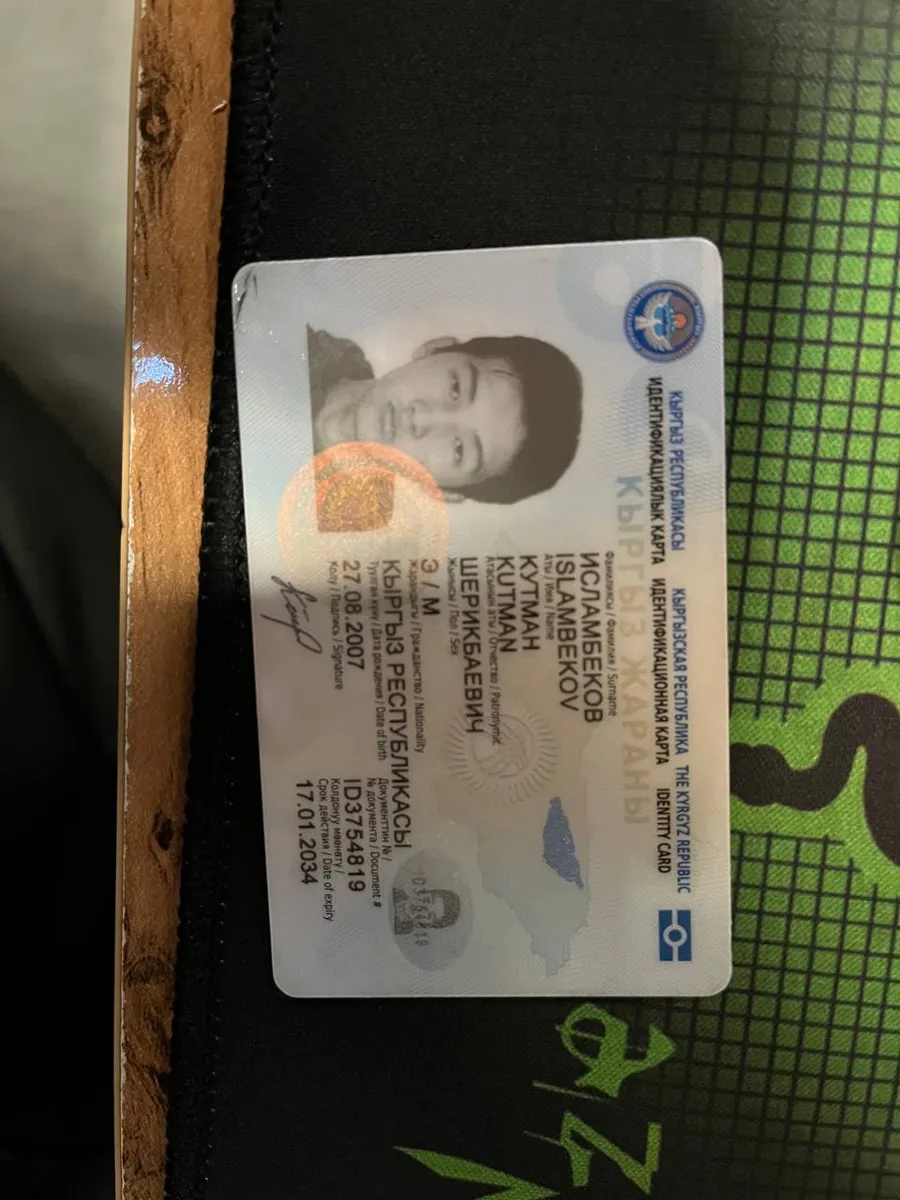 КЫРГЫЗ РЕСПУБЛИКАСЫ КЫРГЫЗСКАЯ РЕСПУБЛИКА THE KYRGYZ REPUBLIC
ИДЕНТИФИКАЦИЯЛЫК КАРТА ИДЕНТИФИКАЦИОННАЯ КАРТА IDENTITY CARD
КЫРГЫЗ ЖАРАНЫ
Фамилиясы / Фамилия / Surname
ИСЛАМБЕКОВ
ISLAMBEKOV
Аты / Имя / Name
КУТМАН
KUTMAN
Атасынын аты / Отчество / Patronymic
ШЕРИКБАЕВИЧ
Жынысы / Пол / Sex
Э / М
Жарандыгы / Гражданство / Nationality
КЫРГЫЗ РЕСПУБЛИКАСЫ
Туулган күнү / Дата рождения / Date of birth
27.08.2007
Документтин № /
№ документа / Document #
ID3754819
Колу / Подпись / Signature
Колдонуу мөөнөтү /
Срок действия / Date of expiry
17.01.2034